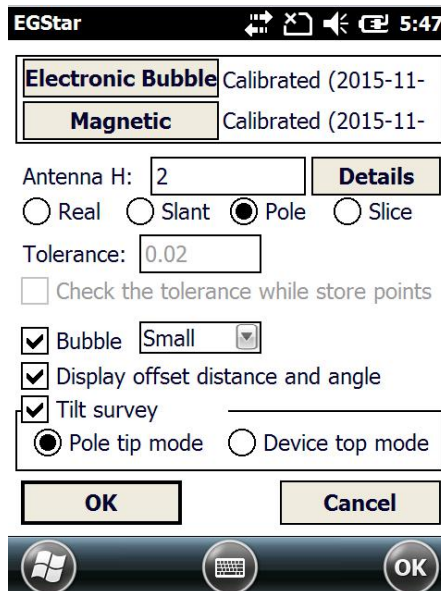 EGStar 5:47
Electronic Bubble Calibrated (2015-11-
Magnetic Calibrated (2015-11-
Antenna H: 2 Details
Real Slant Pole Slice
Tolerance: 0.02
Check the tolerance while store points
Bubble Small
Display offset distance and angle
Tilt survey
Pole tip mode Device top mode
OK Cancel
OK